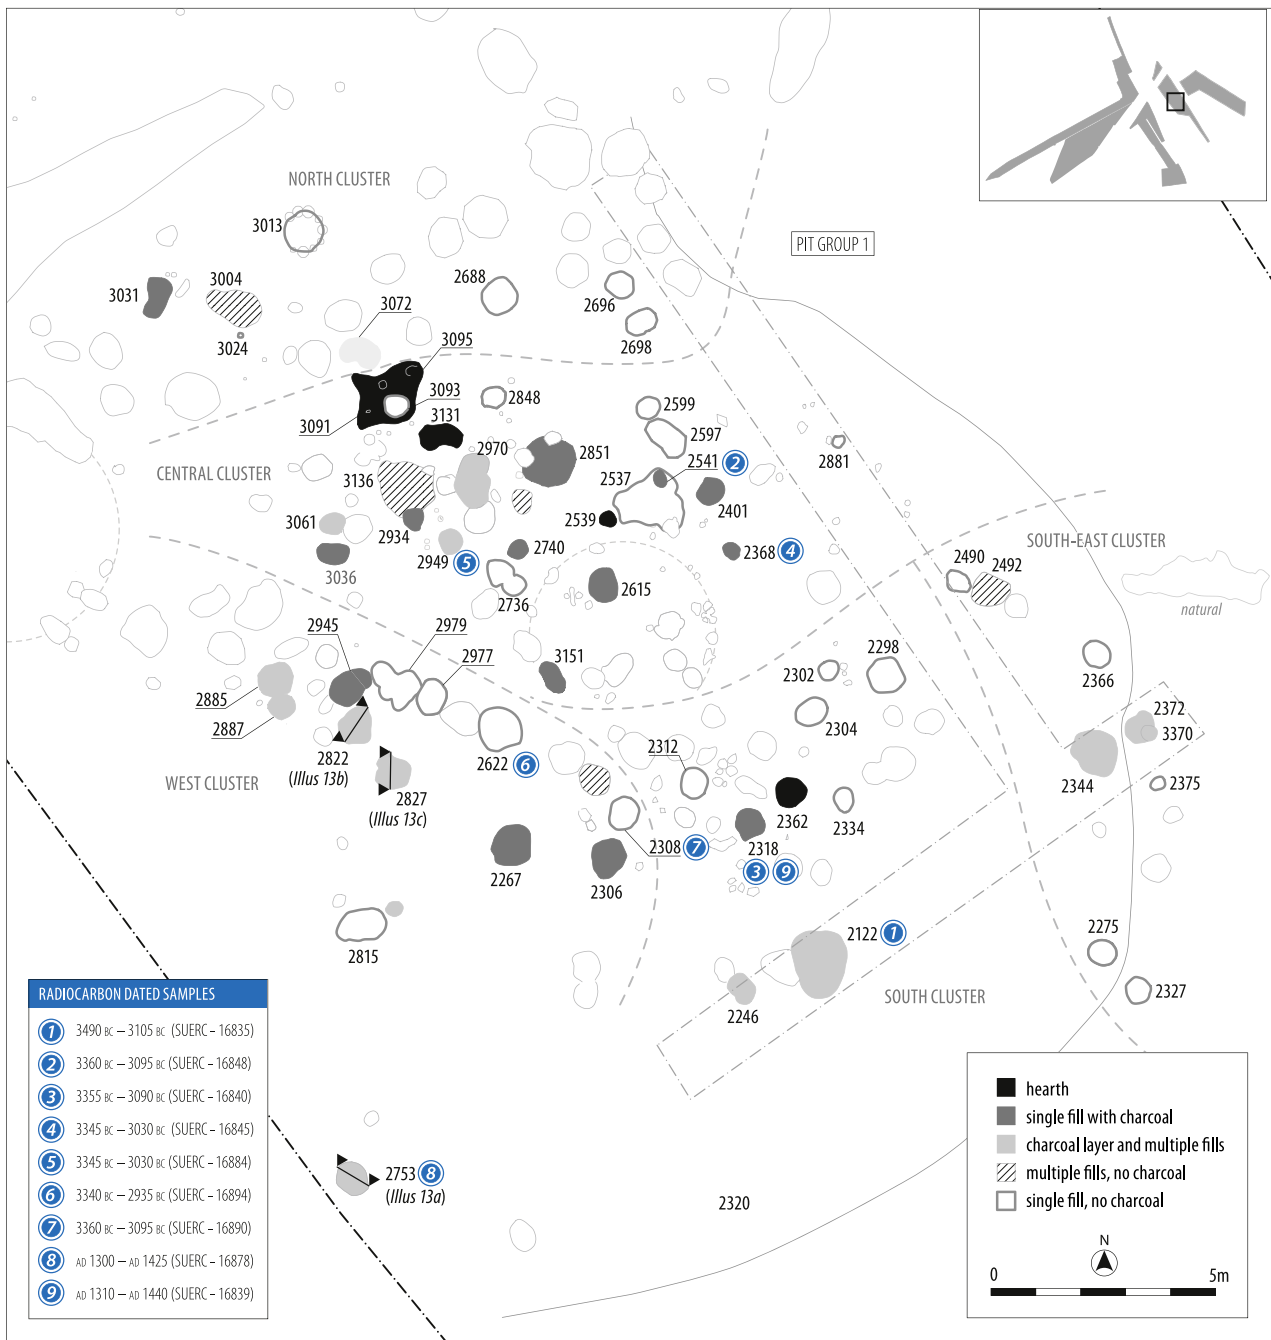 NORTH CLUSTER
3013
PIT GROUP 1
3031
3004
2688
2696
3072
3024
3095
2698
3093
2848
2599
3091
3131
2597
CENTRAL CLUSTER
2970
2851
2541 2
2881
3136
2537
2401
3061
2539
2934
2740
2368 4
SOUTH-EAST CLUSTER
2949 5
2490
2492
3036
2736
2615
natural
2945
2979
2977
3151
2298
2302
2366
2885
2887
2304
2372
3370
2822
(Illus 13b)
2622 6
2312
2344
2375
WEST CLUSTER
2827
(Illus 13c)
2362
2334
2308 7
2318
3 9
2267
2306
2815
2122 1
2275
SOUTH CLUSTER
2327
2246
RADIOCARBON DATED SAMPLES
1 3490 BC – 3105 BC (SUERC - 16835)
2 3360 BC – 3095 BC (SUERC - 16848)
3 3355 BC – 3090 BC (SUERC - 16840)
4 3345 BC – 3030 BC (SUERC - 16845)
5 3345 BC – 3030 BC (SUERC - 16884)
6 3340 BC – 2935 BC (SUERC - 16894)
7 3360 BC – 3095 BC (SUERC - 16890)
8 AD 1300 – AD 1425 (SUERC - 16878)
9 AD 1310 – AD 1440 (SUERC - 16839)
2753 8
(Illus 13a)
2320
hearth
single fill with charcoal
charcoal layer and multiple fills
multiple fills, no charcoal
single fill, no charcoal
N
0 5m